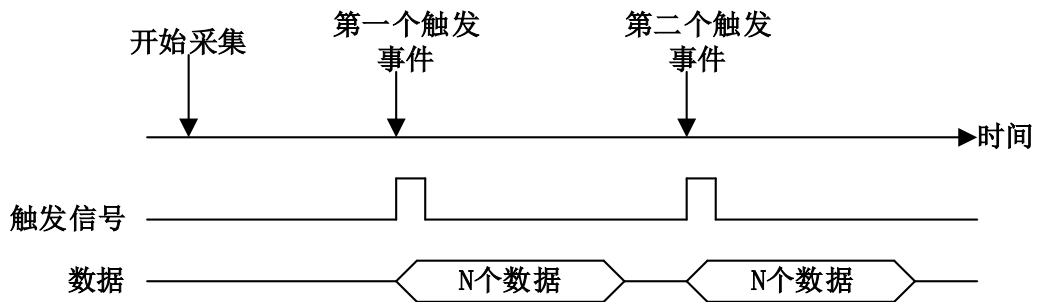 开始采集
第一个触发
事件
第二个触发
事件
时间
触发信号
数据
N个数据
N个数据